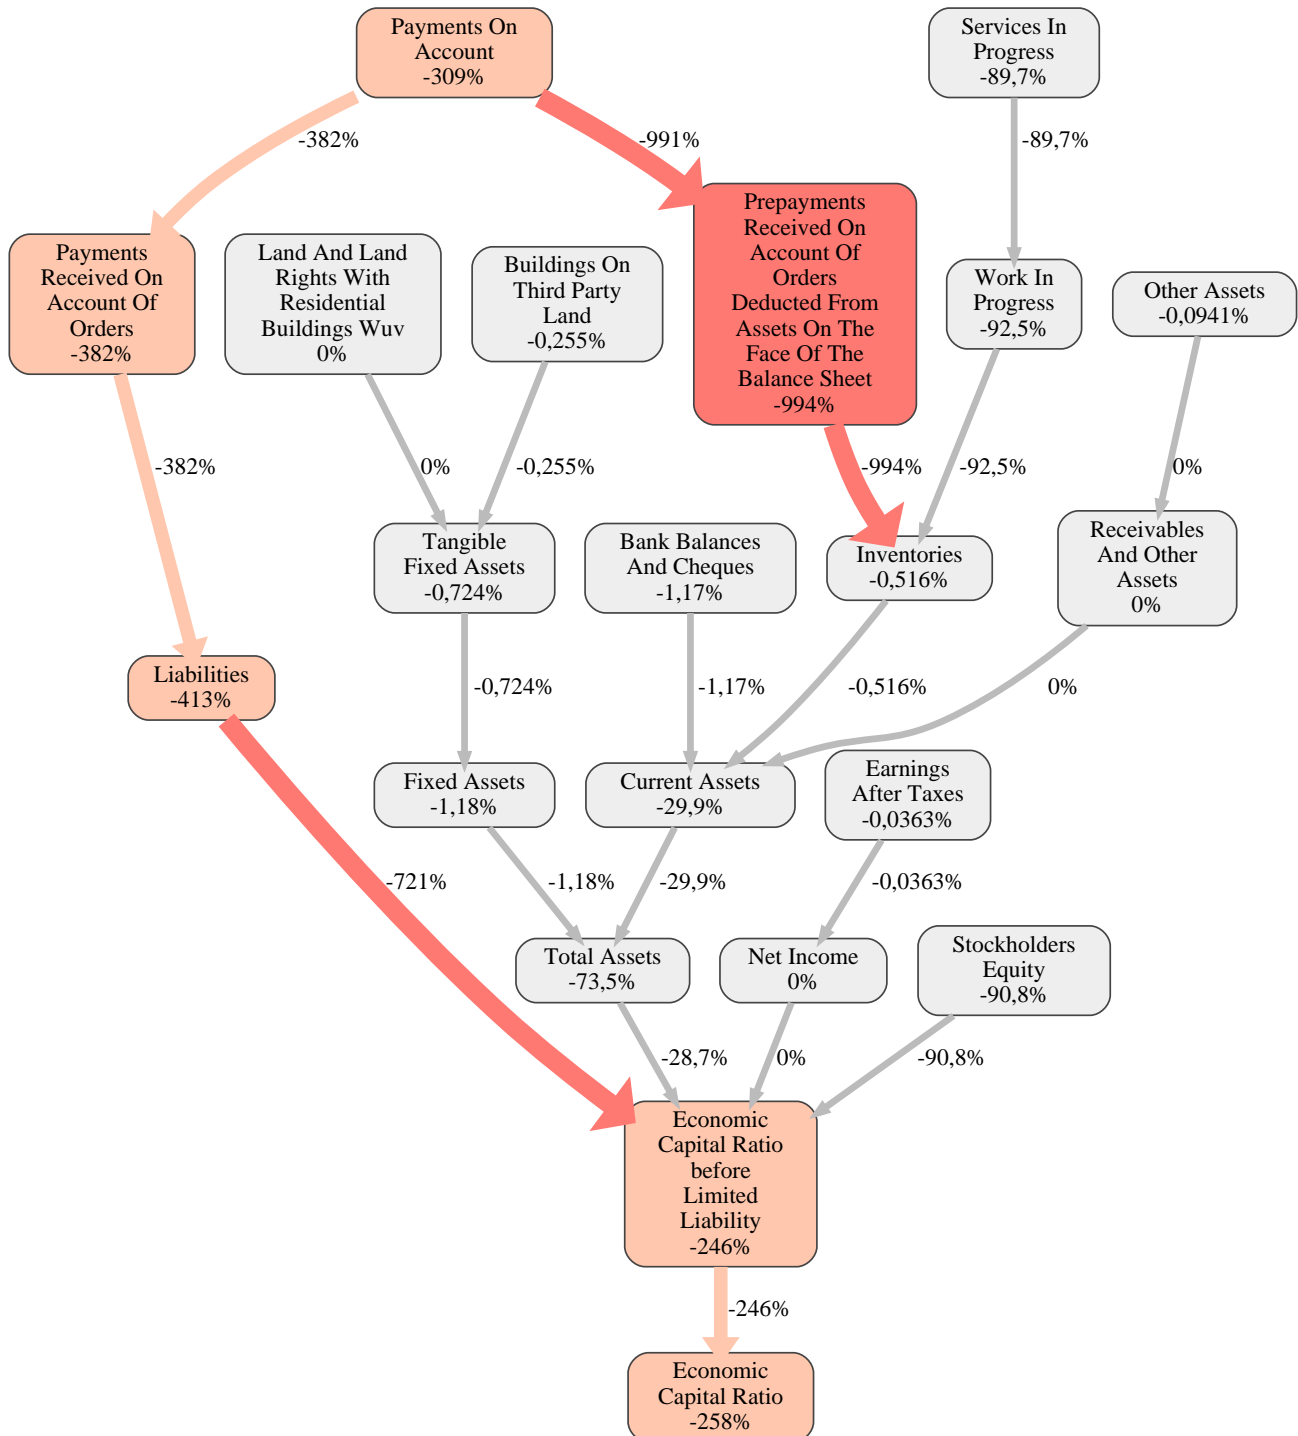 Payments On
Account
-309%
Services In
Progress
-89,7%
-382%
-991%
-89,7%
Payments
Received On
Account Of
Orders
-382%
Land And Land
Rights With
Residential
Buildings Wuv
0%
Buildings On
Third Party
Land
-0,255%
Prepayments
Received On
Account Of
Orders
Deducted From
Assets On The
Face Of The
Balance Sheet
-994%
Work In
Progress
-92,5%
Other Assets
-0,0941%
-382%
0%
-0,255%
-994%
-92,5%
0%
Tangible
Fixed Assets
-0,724%
Bank Balances
And Cheques
-1,17%
Inventories
-0,516%
Receivables
And Other
Assets
0%
Liabilities
-413%
-0,724%
-1,17%
-0,516%
0%
Fixed Assets
-1,18%
Current Assets
-29,9%
Earnings
After Taxes
-0,0363%
-721%
-1,18%
-29,9%
-0,0363%
Total Assets
-73,5%
Net Income
0%
Stockholders
Equity
-90,8%
-28,7%
0%
-90,8%
Economic
Capital Ratio
before
Limited
Liability
-246%
-246%
Economic
Capital Ratio
-258%